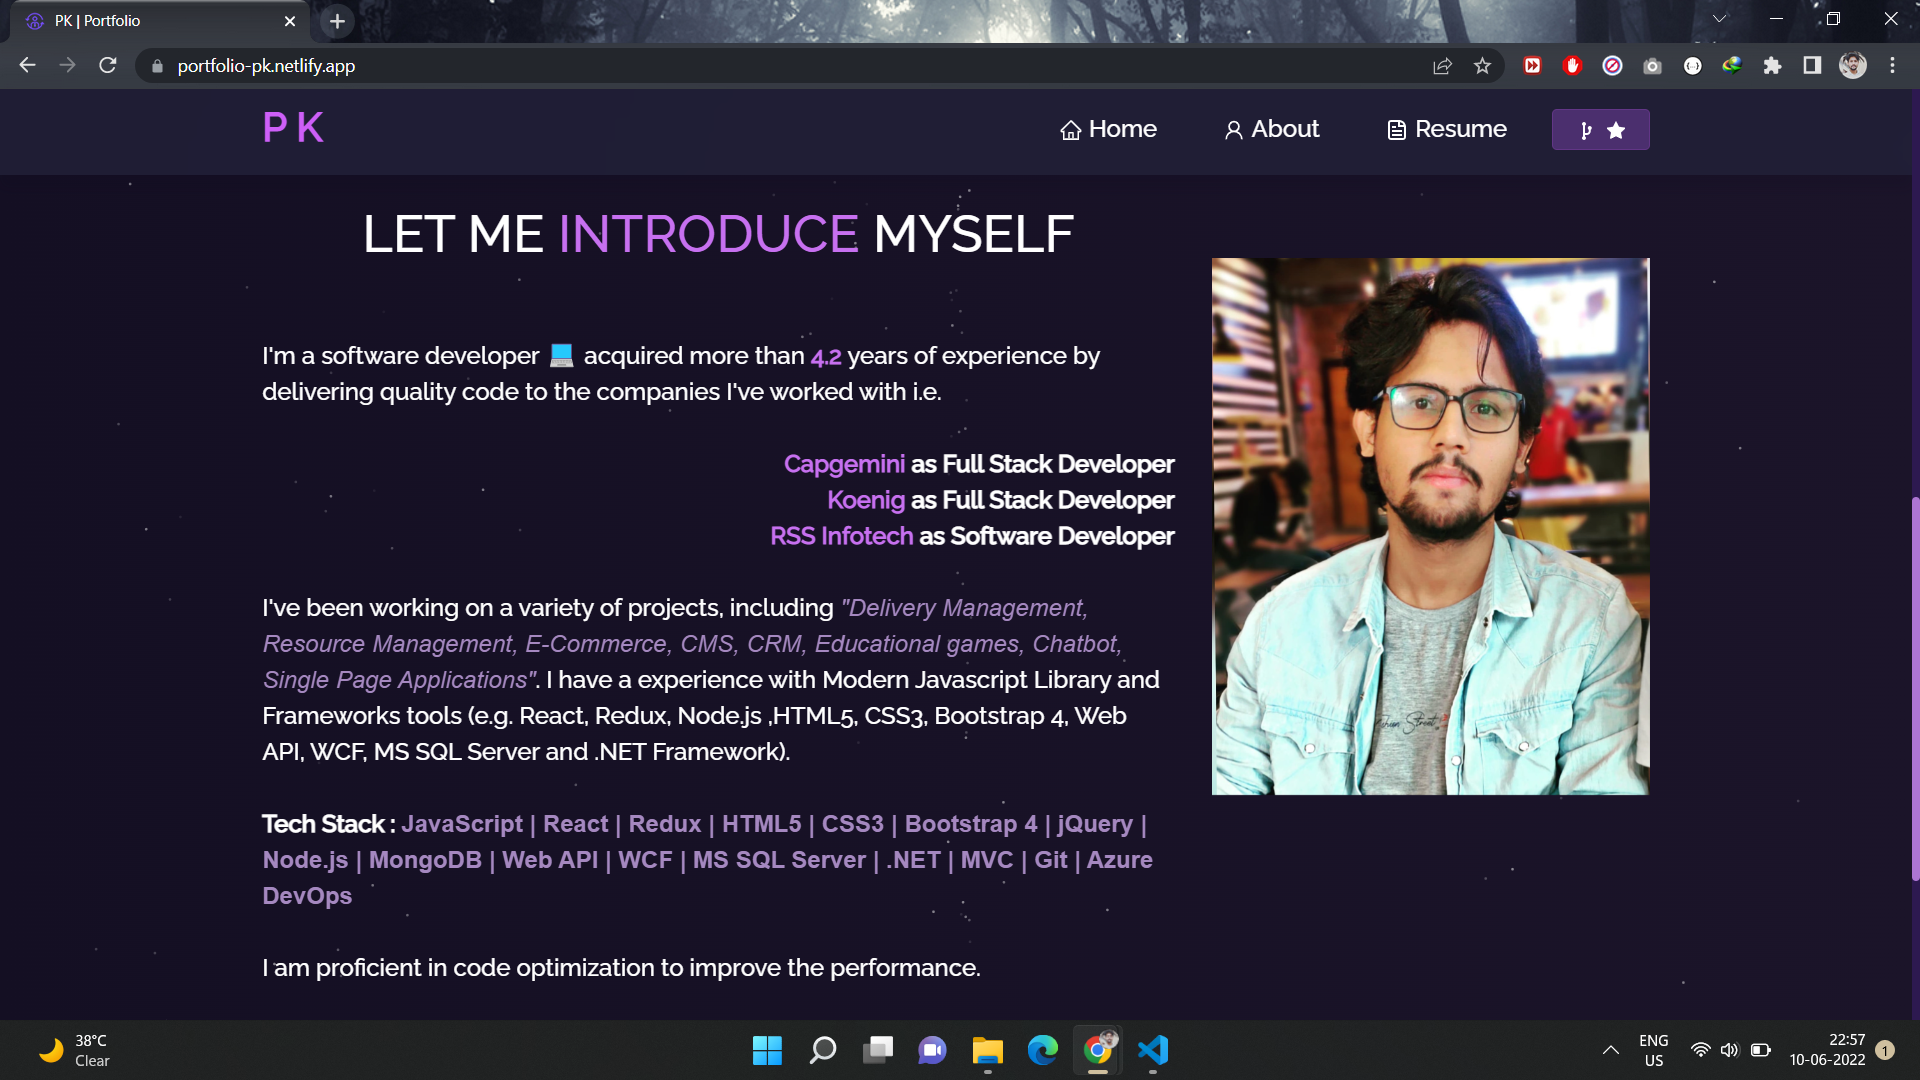 PK | Portfolio
portfolio-pk.netlify.app
PK
Home
About
Resume
LET ME INTRODUCE MYSELF
I'm a software developer 💻 acquired more than 4.2 years of experience by
delivering quality code to the companies I've worked with i.e.
Capgemini as Full Stack Developer
Koenig as Full Stack Developer
RSS Infotech as Software Developer
I've been working on a variety of projects, including "Delivery Management,
Resource Management, E-Commerce, CMS, CRM, Educational games, Chatbot,
Single Page Applications". I have a experience with Modern Javascript Library and
Frameworks tools (e.g. React, Redux, Node.js ,HTML5, CSS3, Bootstrap 4, Web
API, WCF, MS SQL Server and .NET Framework).
Tech Stack : JavaScript | React | Redux | HTML5 | CSS3 | Bootstrap 4 | jQuery |
Node.js | MongoDB | Web API | WCF | MS SQL Server | .NET | MVC | Git | Azure
DevOps
I am proficient in code optimization to improve the performance.
Street
38°C
Clear
ENG
US
22:57
10-06-2022
1